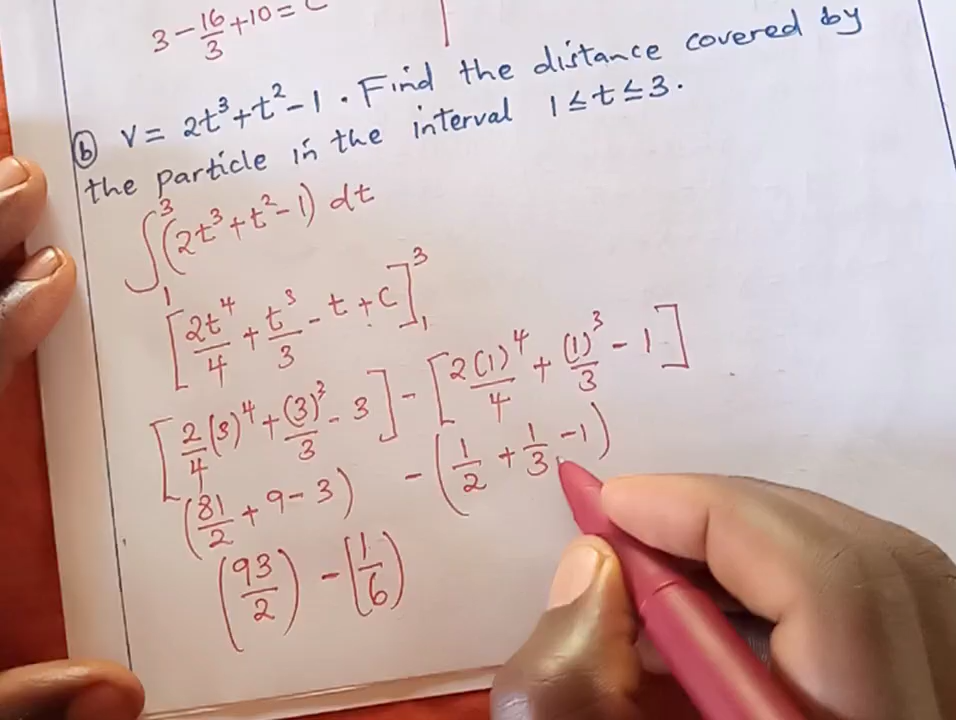 3 - 16/3 + 10 = C
(b) V = 2t³ + t² - 1 . Find the distance covered by
the particle in the interval 1 ≤ t ≤ 3.
∫₁³ (2t³ + t² - 1) dt
[2t⁴/4 + t³/3 - t + C]₁³
[2/4 (3)⁴ + (3)³/3 - 3] - [2(1)⁴/4 + (1)³/3 - 1]
(81/2 + 9 - 3) - (1/2 + 1/3 - 1)
(93/2) - (1/6)